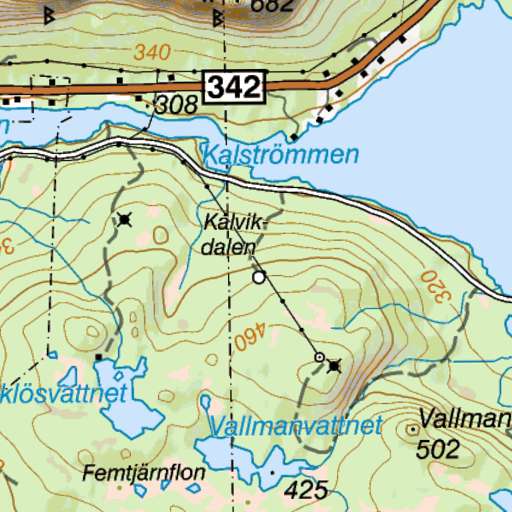 682
340
342
308
n
Kalströmmen
Kalvik-
dalen
320
460
klösvattnet
Vallmanvattnet
Vallman
502
Femtjärnflon
425